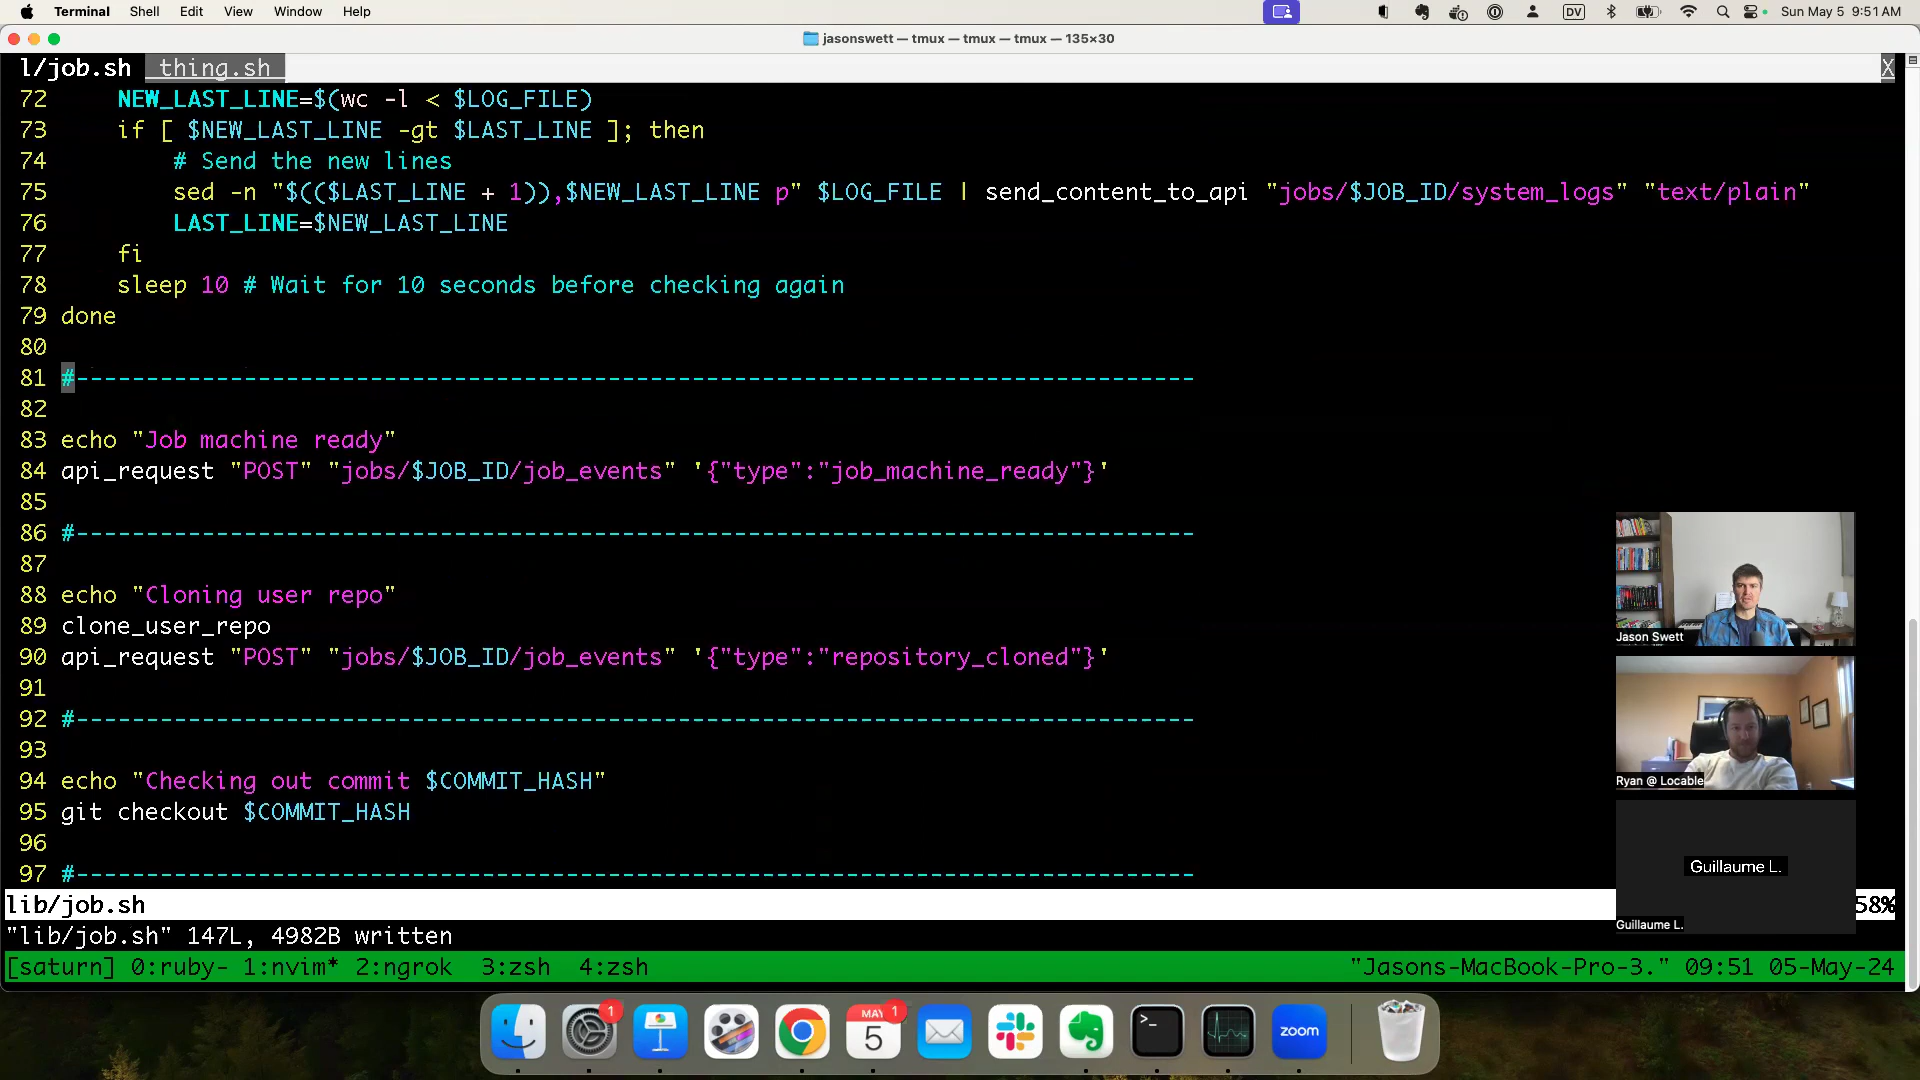 Terminal Shell Edit View Window Help DV Sun May 5 9:51 AM
jasonswett — tmux — tmux — tmux — 135×30
l/job.sh thing.sh X
72 NEW_LAST_LINE=$(wc -l < $LOG_FILE)
73 if [ $NEW_LAST_LINE -gt $LAST_LINE ]; then
74 # Send the new lines
75 sed -n "$(($LAST_LINE + 1)),$NEW_LAST_LINE p" $LOG_FILE | send_content_to_api "jobs/$JOB_ID/system_logs" "text/plain"
76 LAST_LINE=$NEW_LAST_LINE
77 fi
78 sleep 10 # Wait for 10 seconds before checking again
79 done
80
81 #--------------------------------------------------------------------------------
82
83 echo "Job machine ready"
84 api_request "POST" "jobs/$JOB_ID/job_events" '{"type":"job_machine_ready"}'
85
86 #--------------------------------------------------------------------------------
87
88 echo "Cloning user repo"
89 clone_user_repo
90 api_request "POST" "jobs/$JOB_ID/job_events" '{"type":"repository_cloned"}'
91
92 #--------------------------------------------------------------------------------
93
94 echo "Checking out commit $COMMIT_HASH"
95 git checkout $COMMIT_HASH
96
97 #--------------------------------------------------------------------------------
Jason Swett
Ryan @ Locable
Guillaume L.
Guillaume L.
lib/job.sh 58%
"lib/job.sh" 147L, 4982B written
[saturn] 0:ruby- 1:nvim* 2:ngrok 3:zsh 4:zsh "Jasons-MacBook-Pro-3." 09:51 05-May-24
1
MAY 1
5
>_
zoom